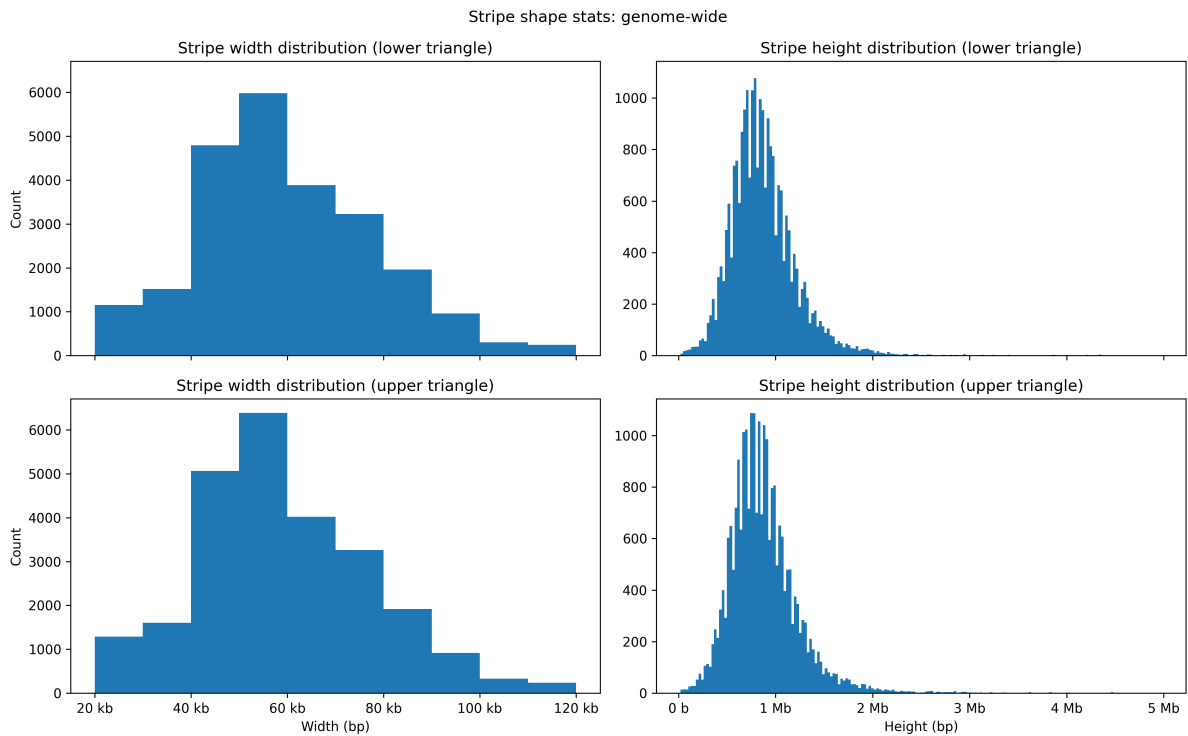 Stripe shape stats: genome-wide
Stripe width distribution (lower triangle)
Stripe height distribution (lower triangle)
6000
5000
4000
3000
2000
1000
0
Count
1000
800
600
400
200
0
Stripe width distribution (upper triangle)
Stripe height distribution (upper triangle)
6000
5000
4000
3000
2000
1000
0
Count
20 kb
40 kb
60 kb
80 kb
100 kb
120 kb
Width (bp)
1000
800
600
400
200
0
0 b
1 Mb
2 Mb
3 Mb
4 Mb
5 Mb
Height (bp)